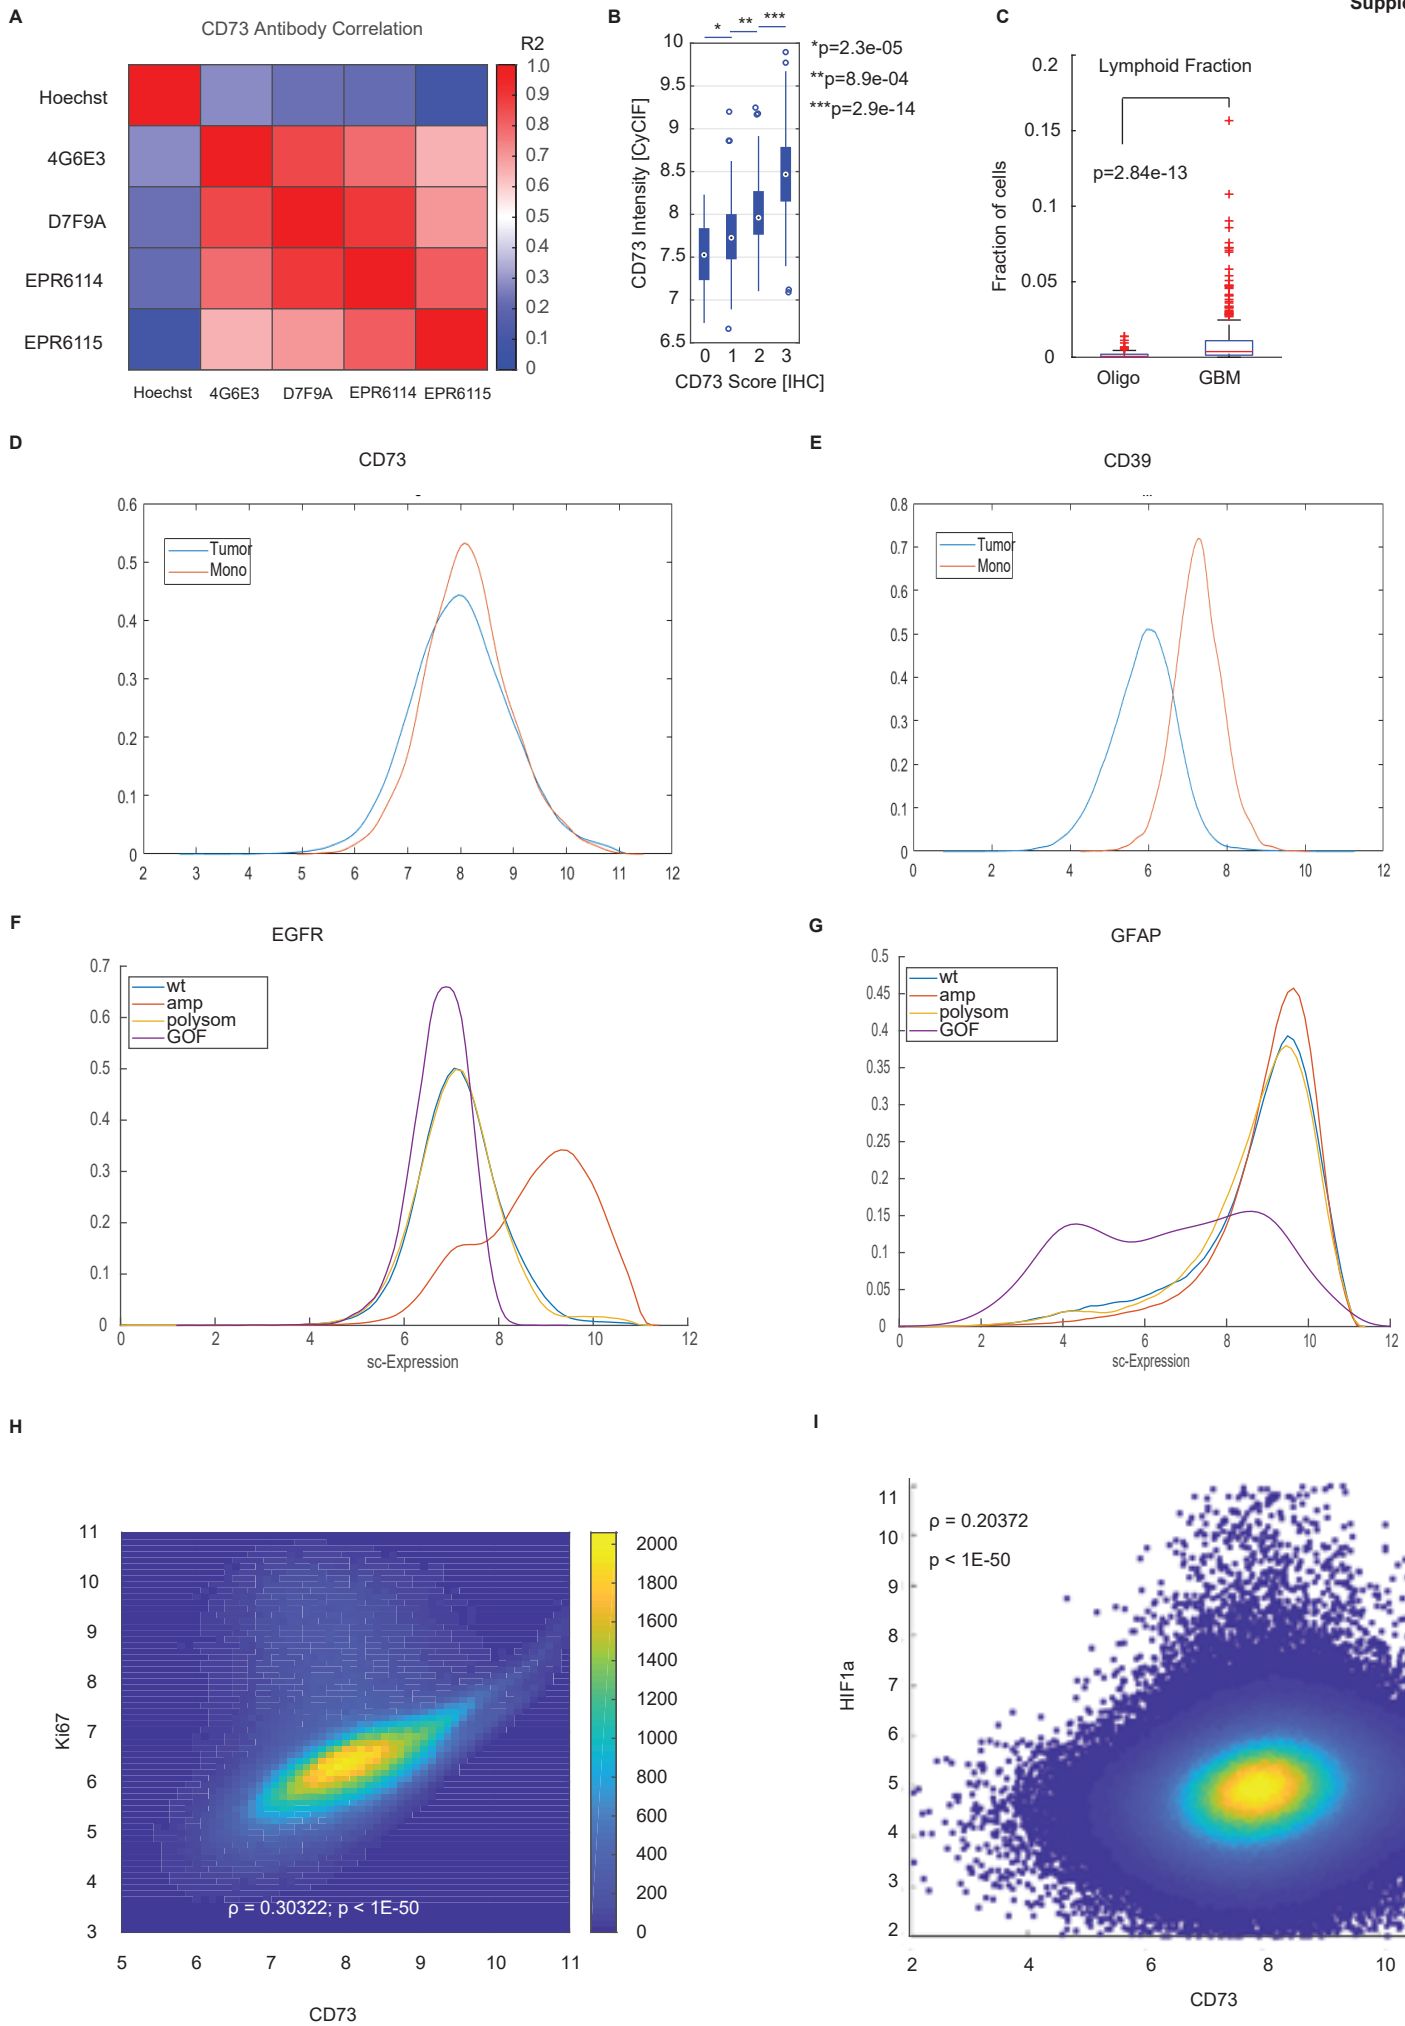 Supple
A
CD73 Antibody Correlation
R2
Hoechst
4G6E3
D7F9A
EPR6114
EPR6115
Hoechst 4G6E3 D7F9A EPR6114 EPR6115
1.0
0.9
0.8
0.7
0.6
0.5
0.4
0.3
0.2
0.1
0
B
* ** ***
*p=2.3e-05
**p=8.9e-04
***p=2.9e-14
CD73 Intensity [CyCIF]
10
9.5
9
8.5
8
7.5
7
6.5
0 1 2 3
CD73 Score [IHC]
C
Lymphoid Fraction
p=2.84e-13
Fraction of cells
0.2
0.15
0.1
0.05
0
Oligo GBM
D
CD73
Tumor
Mono
0.6
0.5
0.4
0.3
0.2
0.1
0
2 3 4 5 6 7 8 9 10 11 12
E
CD39
Tumor
Mono
0.8
0.7
0.6
0.5
0.4
0.3
0.2
0.1
0
0 2 4 6 8 10 12
F
EGFR
wt
amp
polysom
GOF
0.7
0.6
0.5
0.4
0.3
0.2
0.1
0
0 2 4 6 8 10 12
sc-Expression
G
GFAP
wt
amp
polysom
GOF
0.5
0.45
0.4
0.35
0.3
0.25
0.2
0.15
0.1
0.05
0
0 2 4 6 8 10 12
sc-Expression
H
Ki67
11
10
9
8
7
6
5
4
3
ρ = 0.30322; p < 1E-50
5 6 7 8 9 10 11
CD73
2000
1800
1600
1400
1200
1000
800
600
400
200
0
I
ρ = 0.20372
p < 1E-50
HIF1a
11
10
9
8
7
6
5
4
3
2
2 4 6 8 10
CD73